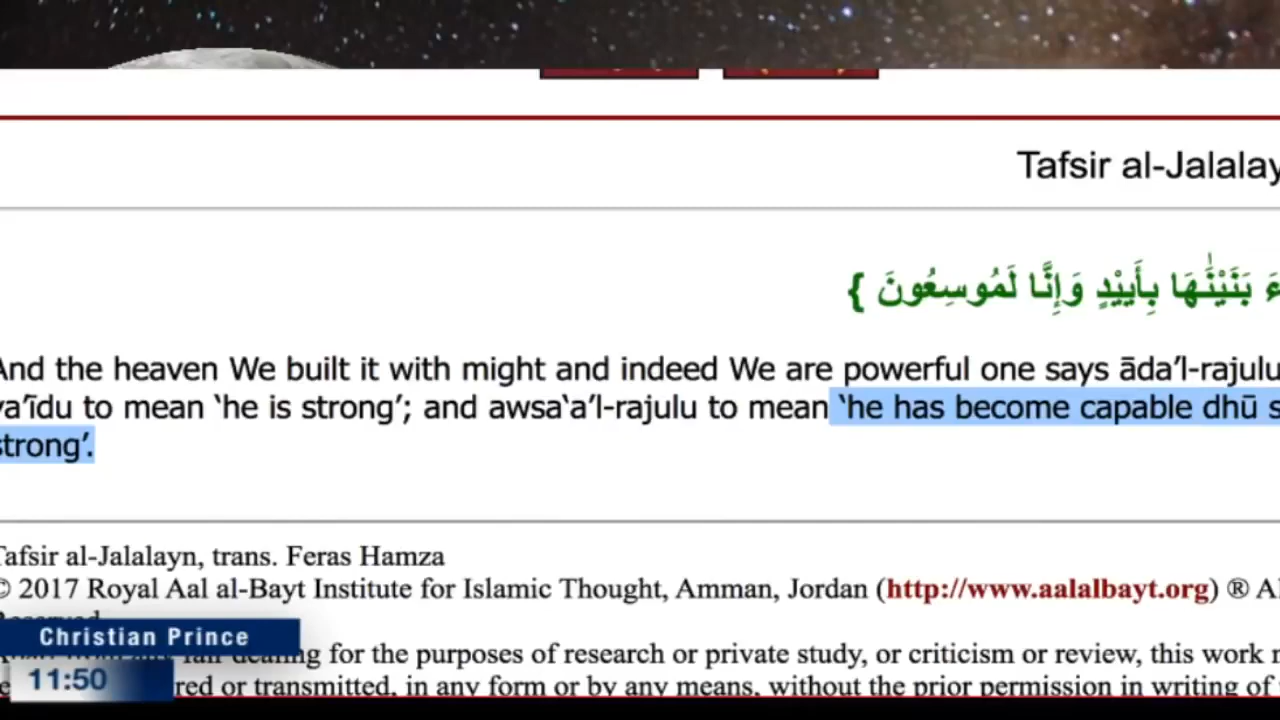 Tafsir al-Jalalay
بَنَيْنَٰهَا بِأَييْدٍ وَإِنَّا لَمُوسِعُونَ }
And the heaven We built it with might and indeed We are powerful one says āda’l-rajulu
ya’īdu to mean ‘he is strong’; and awsa‘a’l-rajulu to mean ‘he has become capable dhū s
strong’.
Tafsir al-Jalalayn, trans. Feras Hamza
© 2017 Royal Aal al-Bayt Institute for Islamic Thought, Amman, Jordan (http://www.aalalbayt.org) ®
Christian Prince
dealing for the purposes of research or private study, or criticism or review, this work
11:50
red or transmitted, in any form or by any means, without the prior permission in writing of